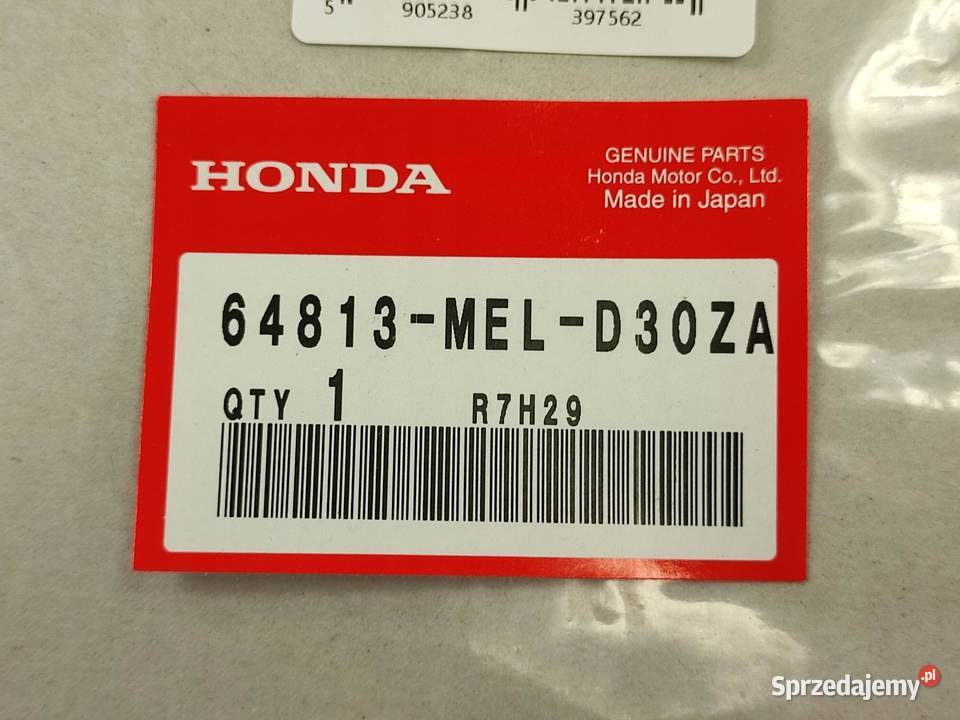 5 905238 397562
HONDA
GENUINE PARTS
Honda Motor Co., Ltd.
Made in Japan
64813-MEL-D30ZA
QTY 1 R7H29
Sprzedajemy.pl